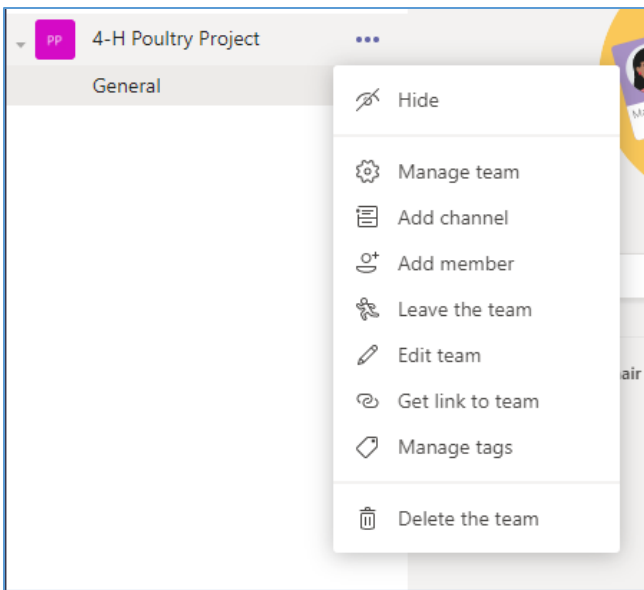 PP
4-H Poultry Project
General
Hide
Manage team
Add channel
Add member
Leave the team
Edit team
Get link to team
Manage tags
Delete the team